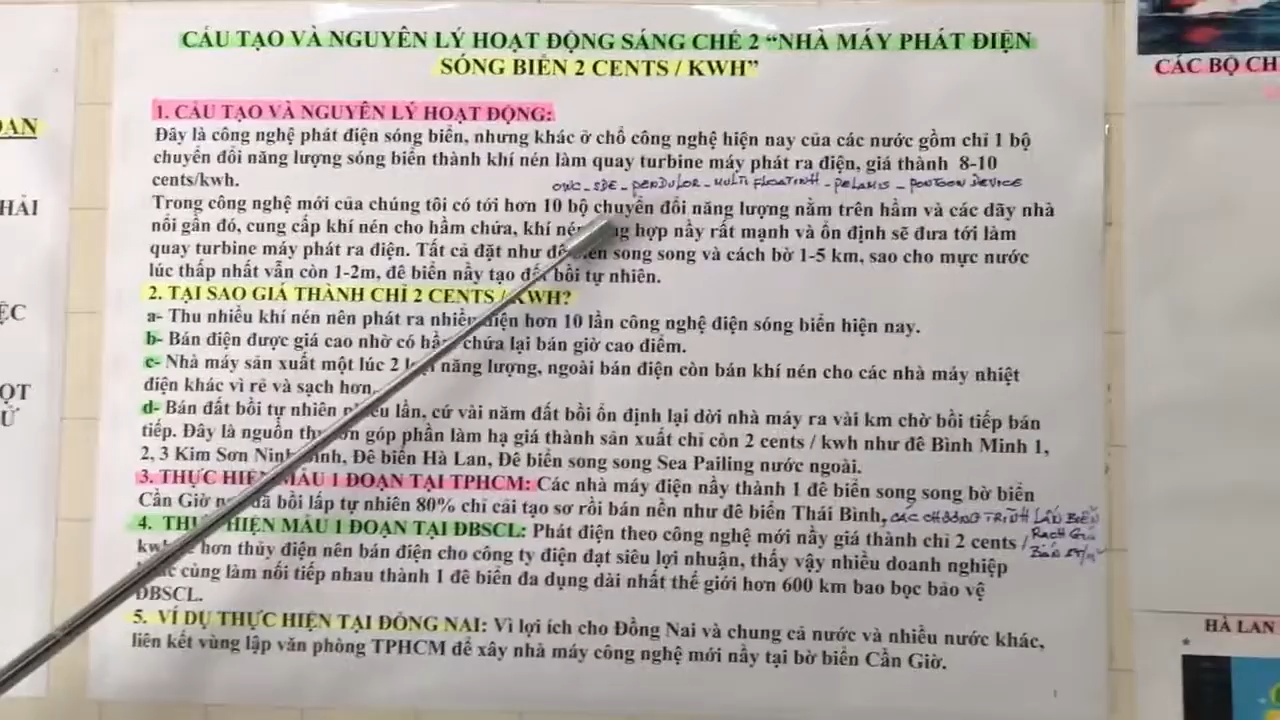 CẤU TẠO VÀ NGUYÊN LÝ HOẠT ĐỘNG SÁNG CHẾ 2 “NHÀ MÁY PHÁT ĐIỆN
SÓNG BIỂN 2 CENTS / KWH”
1. CẤU TẠO VÀ NGUYÊN LÝ HOẠT ĐỘNG:
Đây là công nghệ phát điện sóng biển, nhưng khác ở chổ công nghệ hiện nay của các nước gồm chỉ 1 bộ
chuyển đổi năng lượng sóng biển thành khí nén làm quay turbine máy phát ra điện, giá thành 8-10
cents/kwh.
OWC - SDE - PENDULOR - MULTI FLOATINH - PELAMIS - PONTOON DEVICE
Trong công nghệ mới của chúng tôi có tới hơn 10 bộ chuyển đổi năng lượng nằm trên hầm và các dãy nhà
nổi gần đó, cung cấp khí nén cho hầm chứa, khí hợp nầy rất mạnh và ổn định sẽ đưa tới làm
quay turbine máy phát ra điện. Tất cả đặt như song song và cách bờ 1-5 km, sao cho mực nước
lúc thấp nhất vẫn còn 1-2m, đê biển nầy tạo bồi tự nhiên.
2. TẠI SAO GIÁ THÀNH CHỈ 2 CENTS / KWH?
a- Thu nhiều khí nén nên phát ra nhiều điện hơn 10 lần công nghệ điện sóng biển hiện nay.
b- Bán điện được giá cao nhờ có chứa lại bán giờ cao điểm.
c- Nhà máy sản xuất một lúc 2 năng lượng, ngoài bán điện còn bán khí nén cho các nhà máy nhiệt
điện khác vì rẻ và sạch hơn.
d- Bán đất bồi tự nhiên lần, cứ vài năm đất bồi ổn định lại dời nhà máy ra vài km chờ bồi tiếp bán
tiếp. Đây là nguồn góp phần làm hạ giá thành sản xuất chỉ còn 2 cents / kwh như đê Bình Minh 1,
2, 3 Kim Sơn Ninh Bình, Đê biển Hà Lan, Đê biển song song Sea Pailing nước ngoài.
3. THỰC HIỆN MẪU 1 ĐOẠN TẠI TPHCM: Các nhà máy điện nầy thành 1 đê biển song song bờ biển
Cần Giờ bồi lấp tự nhiên 80% chỉ cải tạo sơ rồi bán nền như đê biển Thái Bình, CÁC CHƯƠNG TRÌNH LẤN BIỂN
4. THỰC HIỆN MẪU 1 ĐOẠN TẠI ĐBSCL: Phát điện theo công nghệ mới nầy giá thành chỉ 2 cents /
hơn thủy điện nên bán điện cho công ty điện đạt siêu lợi nhuận, thấy vậy nhiều doanh nghiệp
cùng làm nối tiếp nhau thành 1 đê biển đa dụng dài nhất thế giới hơn 600 km bao bọc bảo vệ
ĐBSCL.
5. VÍ DỤ THỰC HIỆN TẠI ĐỒNG NAI: Vì lợi ích cho Đồng Nai và chung cả nước và nhiều nước khác,
liên kết vùng lập văn phòng TPHCM để xây nhà máy công nghệ mới nầy tại bờ biển Cần Giờ.
CÁC BỘ
HÀ LAN